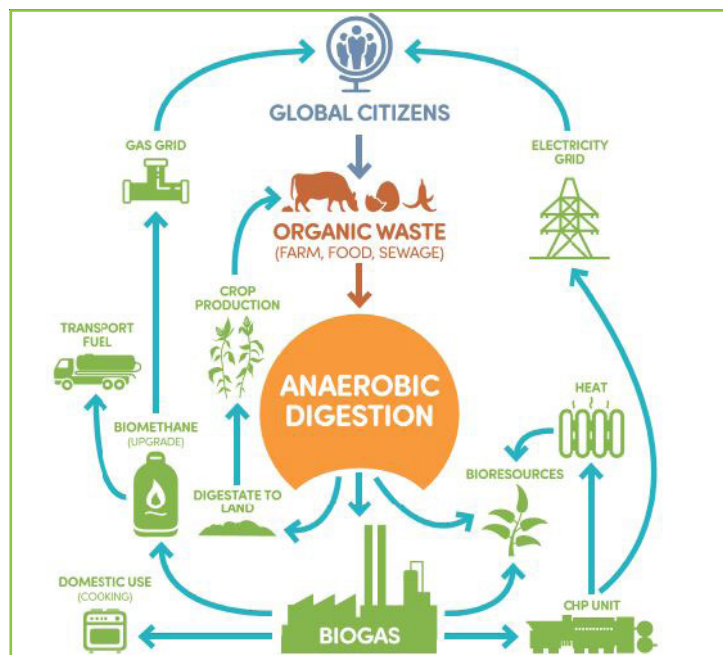 GLOBAL CITIZENS
GAS GRID
ELECTRICITY
GRID
ORGANIC WASTE
(FARM, FOOD, SEWAGE)
CROP
PRODUCTION
TRANSPORT
FUEL
ANAEROBIC
DIGESTION
HEAT
BIOMETHANE
(UPGRADE)
DIGESTATE TO
LAND
BIORESOURCES
DOMESTIC USE
(COOKING)
BIOGAS
CHP UNIT